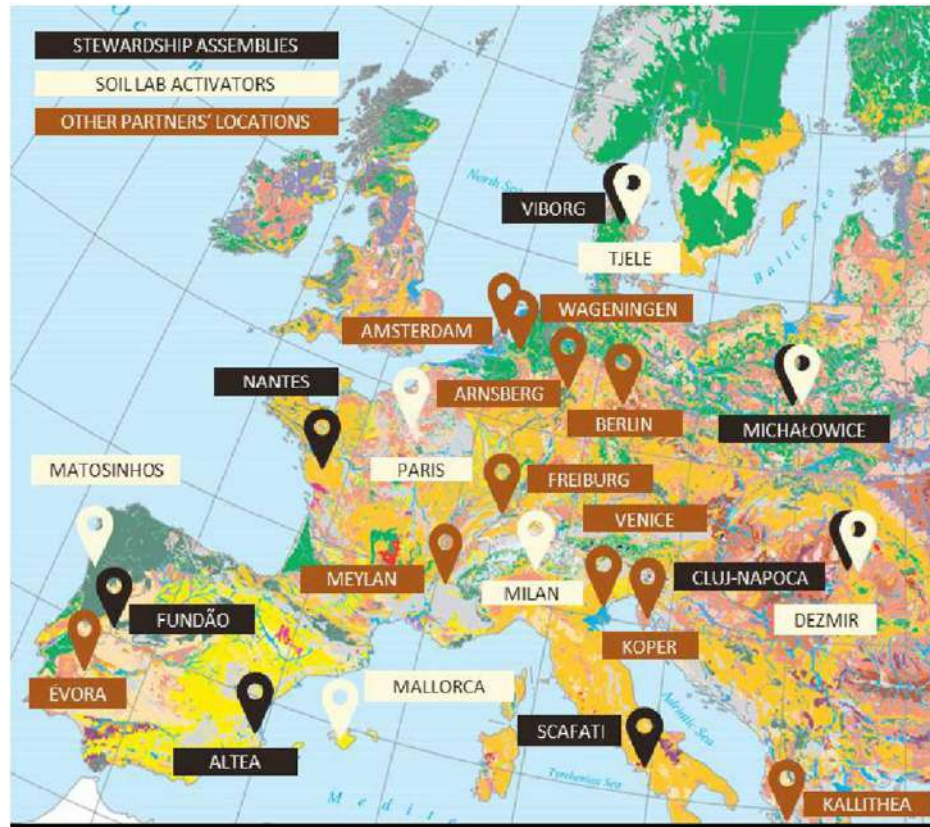 STEWARDSHIP ASSEMBLIES
SOIL LAB ACTIVATORS
OTHER PARTNERS' LOCATIONS
North Sea
VIBORG
TJELE
Baltic Sea
WAGENINGEN
AMSTERDAM
NANTES
ARNSBERG
BERLIN
MICHAŁOWICE
MATOSINHOS
PARIS
FREIBURG
VENICE
MEYLAN
MILAN
CLUJ-NAPOCA
FUNDÃO
DEZMIR
KOPER
ÉVORA
MALLORCA
ALTEA
SCAFATI
Adriatic Sea
Tyrrhenian Sea
KALLITHEA